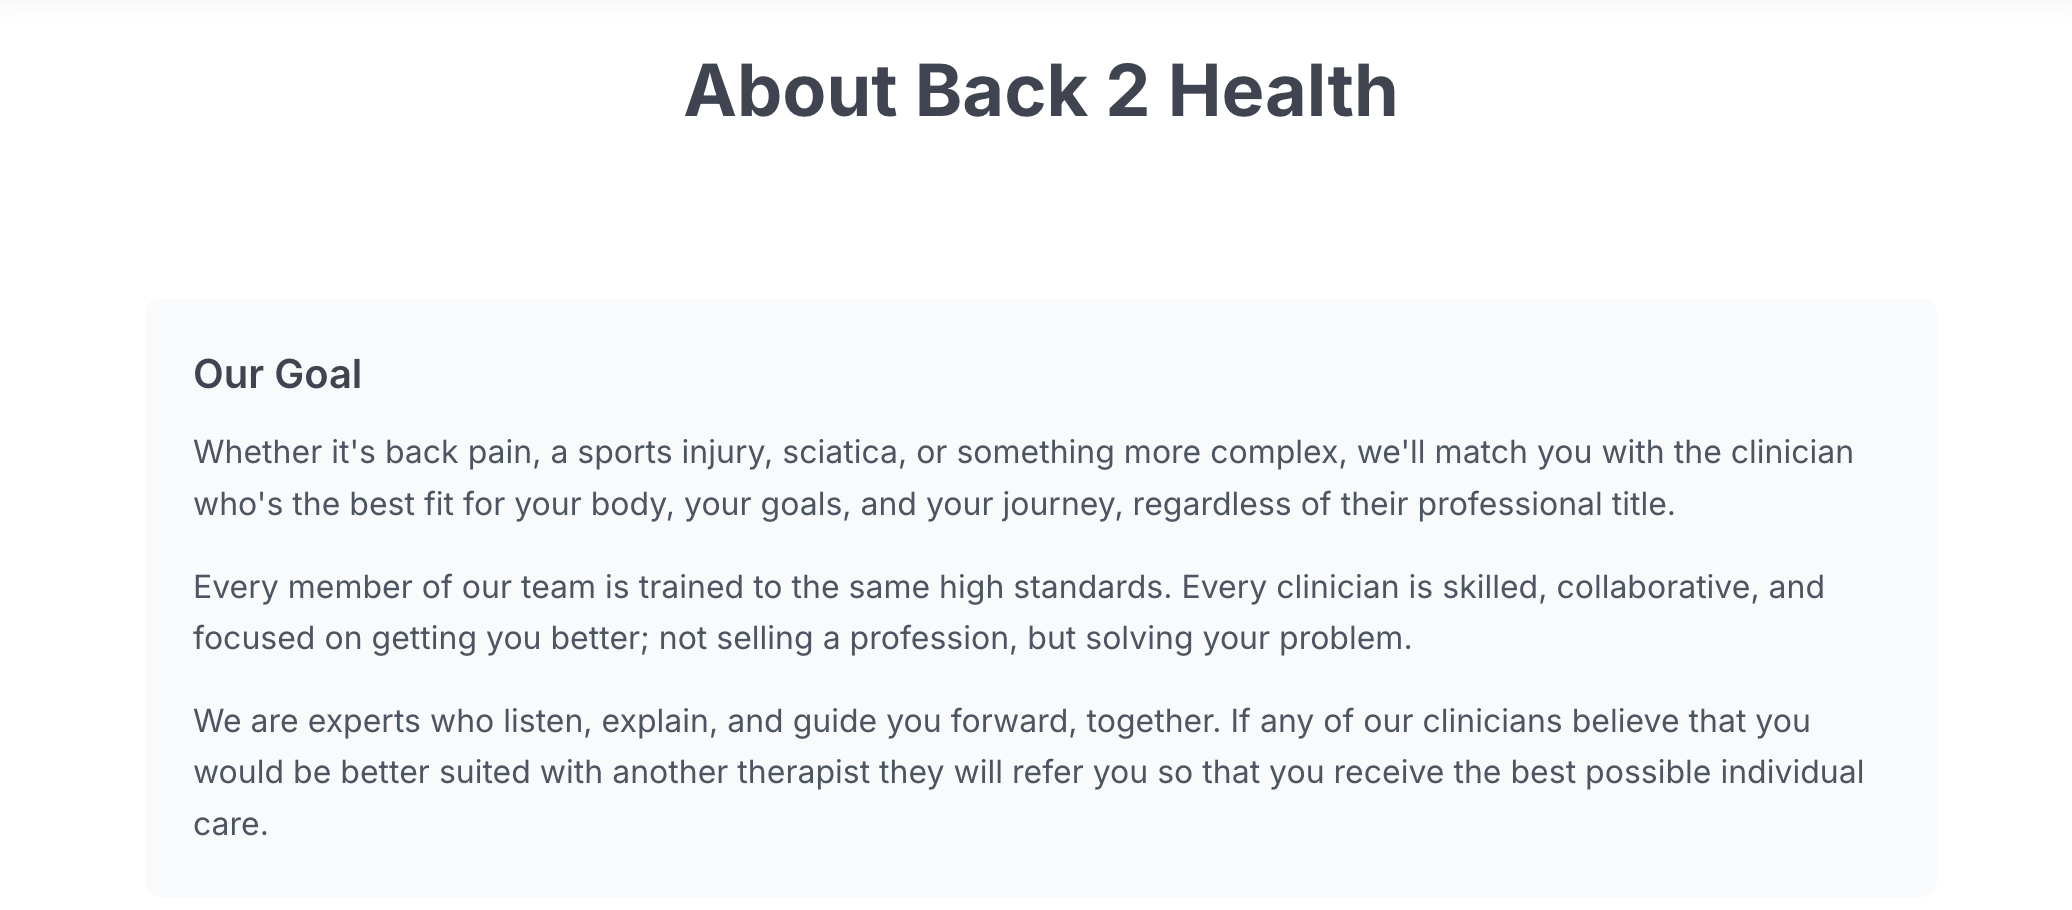 About Back 2 Health
Our Goal
Whether it's back pain, a sports injury, sciatica, or something more complex, we'll match you with the clinician
who's the best fit for your body, your goals, and your journey, regardless of their professional title.
Every member of our team is trained to the same high standards. Every clinician is skilled, collaborative, and
focused on getting you better; not selling a profession, but solving your problem.
We are experts who listen, explain, and guide you forward, together. If any of our clinicians believe that you
would be better suited with another therapist they will refer you so that you receive the best possible individual
care.